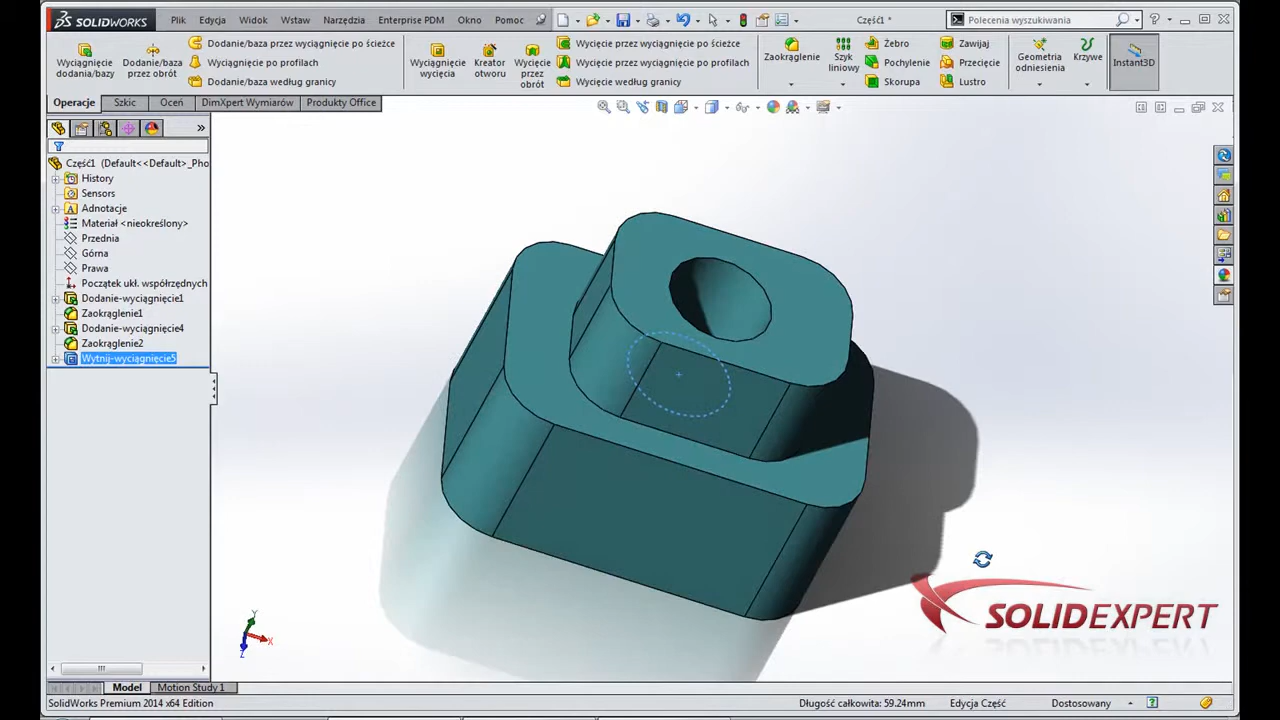 SOLIDWORKS
Plik Edycja Widok Wstaw Narzędzia Enterprise PDM Okno Pomoc
Część1 *
Polecenia wyszukiwania
Wyciągnięcie dodania/bazy
Dodanie/baza przez obrót
Dodanie/baza przez wyciągnięcie po ścieżce
Wyciągnięcie po profilach
Dodanie/baza według granicy
Wyciągnięcie wycięcia
Kreator otworu
Wycięcie przez obrót
Wycięcie przez wyciągnięcie po ścieżce
Wycięcie przez wyciągnięcie po profilach
Wycięcie według granicy
Zaokrąglenie
Szyk liniowy
Żebro
Pochylenie
Skorupa
Zawijaj
Przecięcie
Lustro
Geometria odniesienia
Krzywe
Instant3D
Operacje Szkic Oceń DimXpert Wymiarów Produkty Office
Część1 (Default<<Default>_Pho
History
Sensors
Adnotacje
Materiał <nieokreślony>
Przednia
Górna
Prawa
Początek ukł. współrzędnych
Dodanie-wyciągnięcie1
Zaokrąglenie1
Dodanie-wyciągnięcie4
Zaokrąglenie2
Wytnij-wyciągnięcie5
Y
X
Z
SOLIDEXPERT
Model Motion Study 1
SolidWorks Premium 2014 x64 Edition
Długość całkowita: 59.24mm Edycja Część Dostosowany